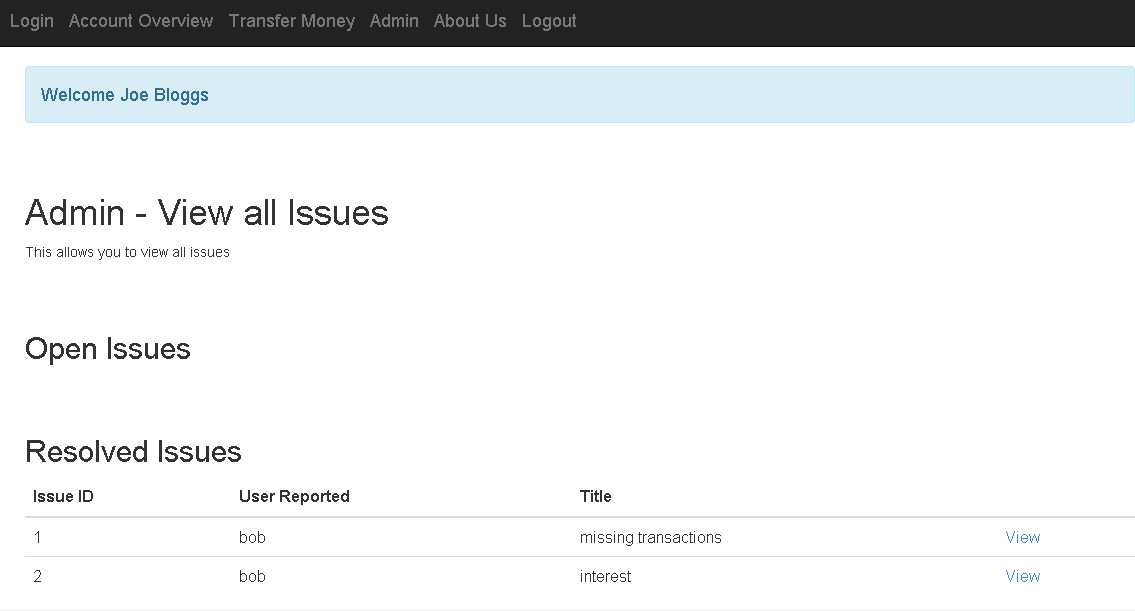 Login Account Overview Transfer Money Admin About Us Logout
Welcome Joe Bloggs
Admin - View all Issues
This allows you to view all issues
Open Issues
Resolved Issues
Issue ID User Reported Title
1 bob missing transactions View
2 bob interest View